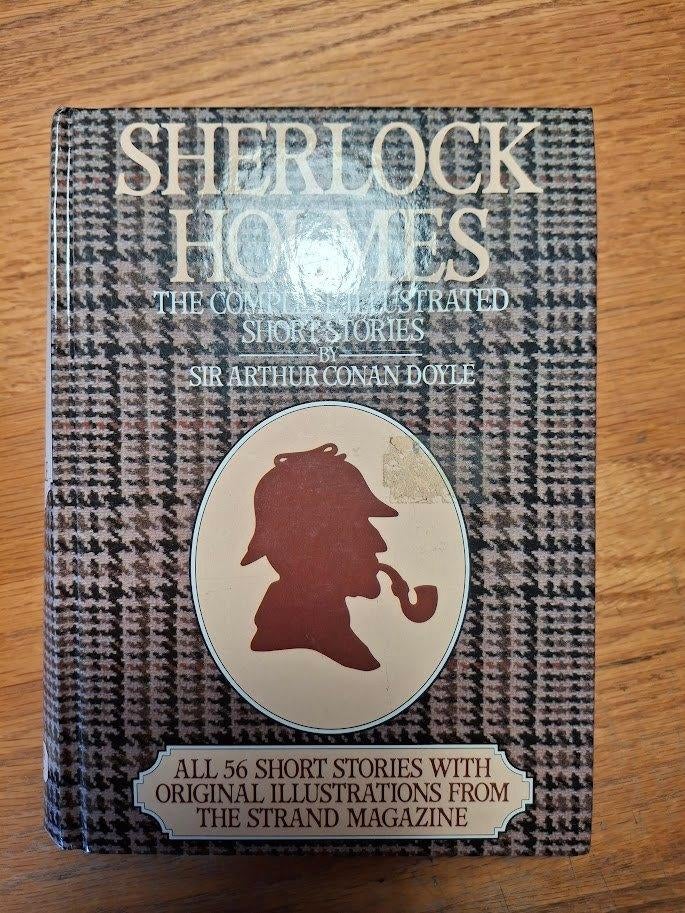 SHERLOCK
HOLMES
THE COMPLETE ILLUSTRATED
SHORT STORIES
BY
SIR ARTHUR CONAN DOYLE
ALL 56 SHORT STORIES WITH
ORIGINAL ILLUSTRATIONS FROM
THE STRAND MAGAZINE